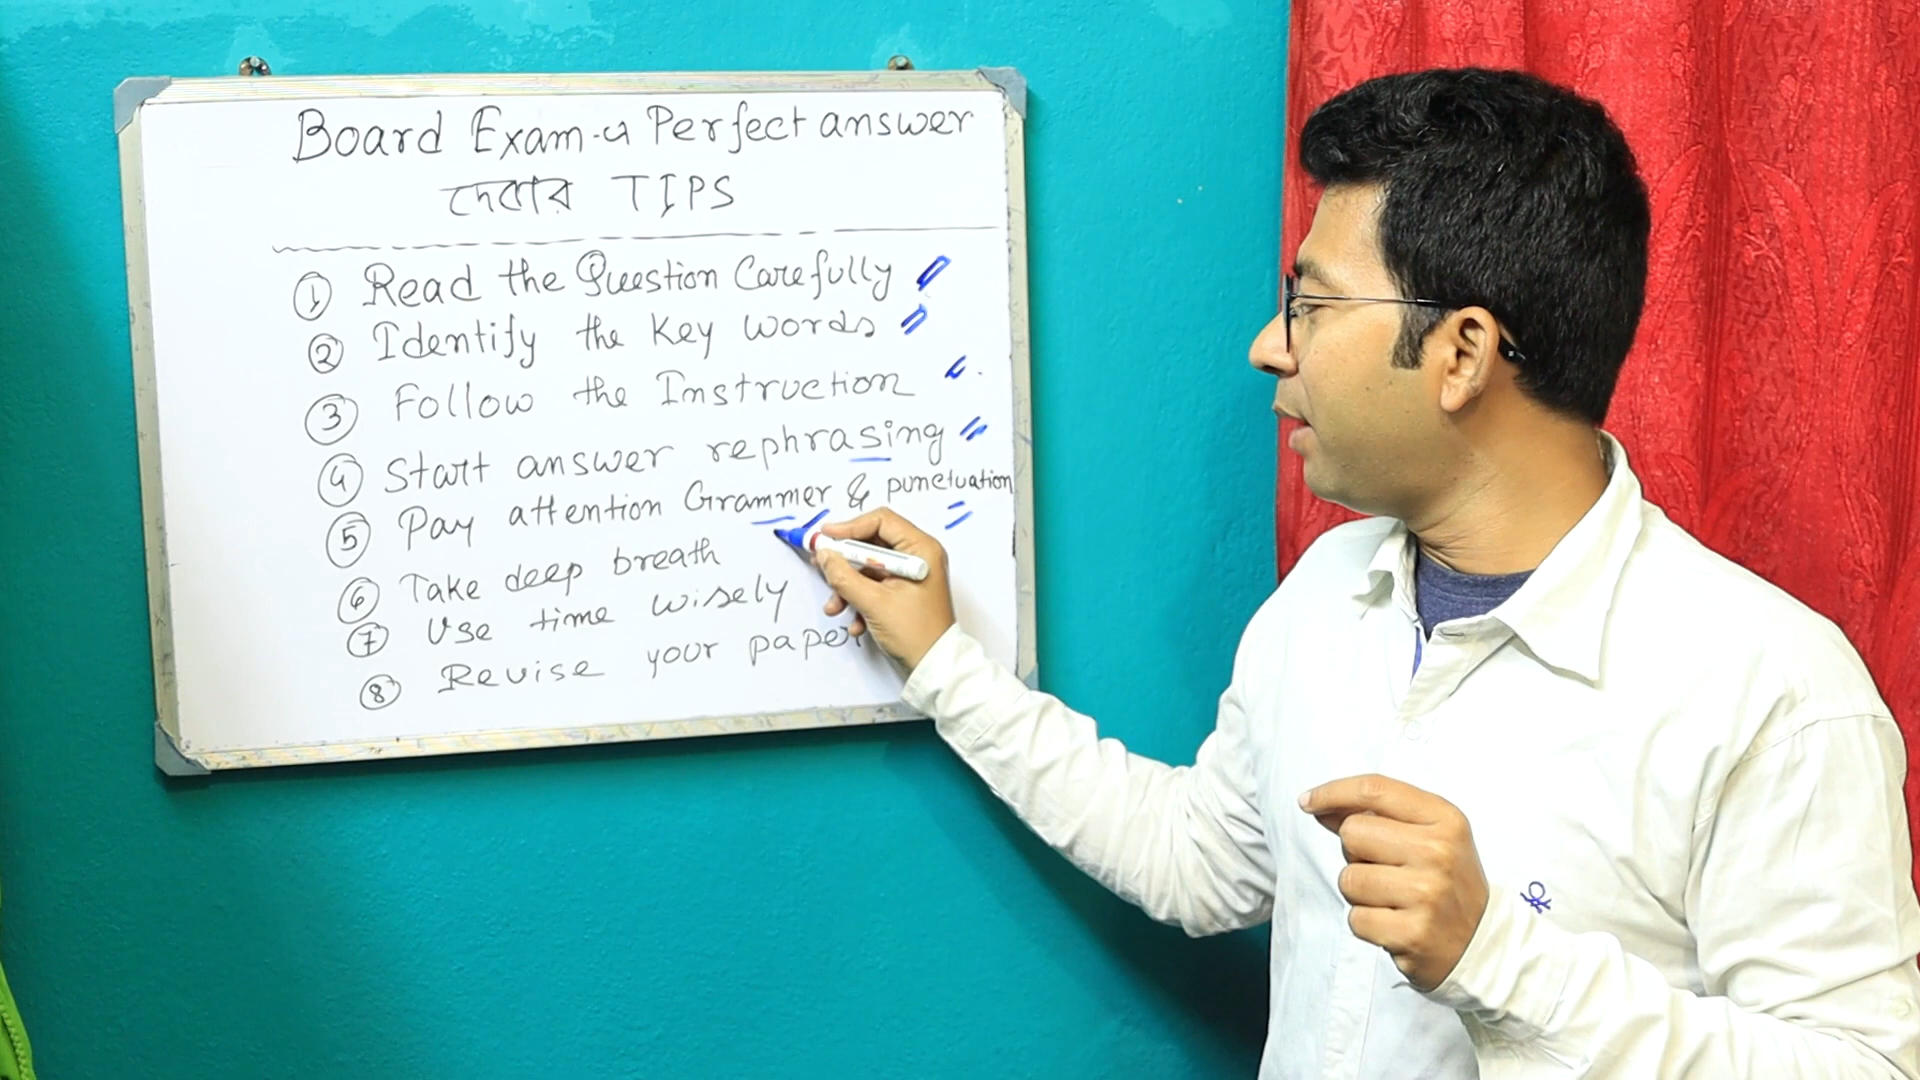 Board Exam-এ Perfect answer
দেবার TIPS
① Read the Question Carefully
② Identify the Key words
③ Follow the Instruction
④ Start answer rephrasing
⑤ Pay attention Grammer & punctuation
⑥ Take deep breath
⑦ Use time wisely
⑧ Revise your paper